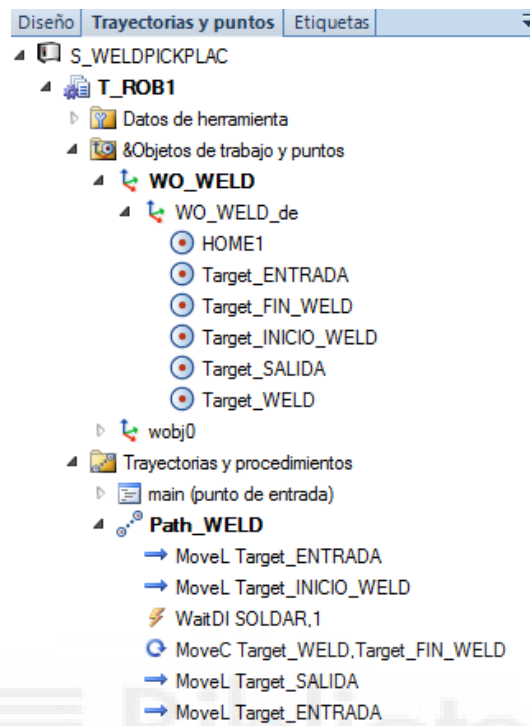 Diseño Trayectorias y puntos Etiquetas
S_WELDPICKPLAC
T_ROB1
Datos de herramienta
&Objetos de trabajo y puntos
WO_WELD
WO_WELD_de
HOME1
Target_ENTRADA
Target_FIN_WELD
Target_INICIO_WELD
Target_SALIDA
Target_WELD
wobj0
Trayectorias y procedimientos
main (punto de entrada)
Path_WELD
MoveL Target_ENTRADA
MoveL Target_INICIO_WELD
WaitDI SOLDAR,1
MoveC Target_WELD,Target_FIN_WELD
MoveL Target_SALIDA
MoveL Target_ENTRADA